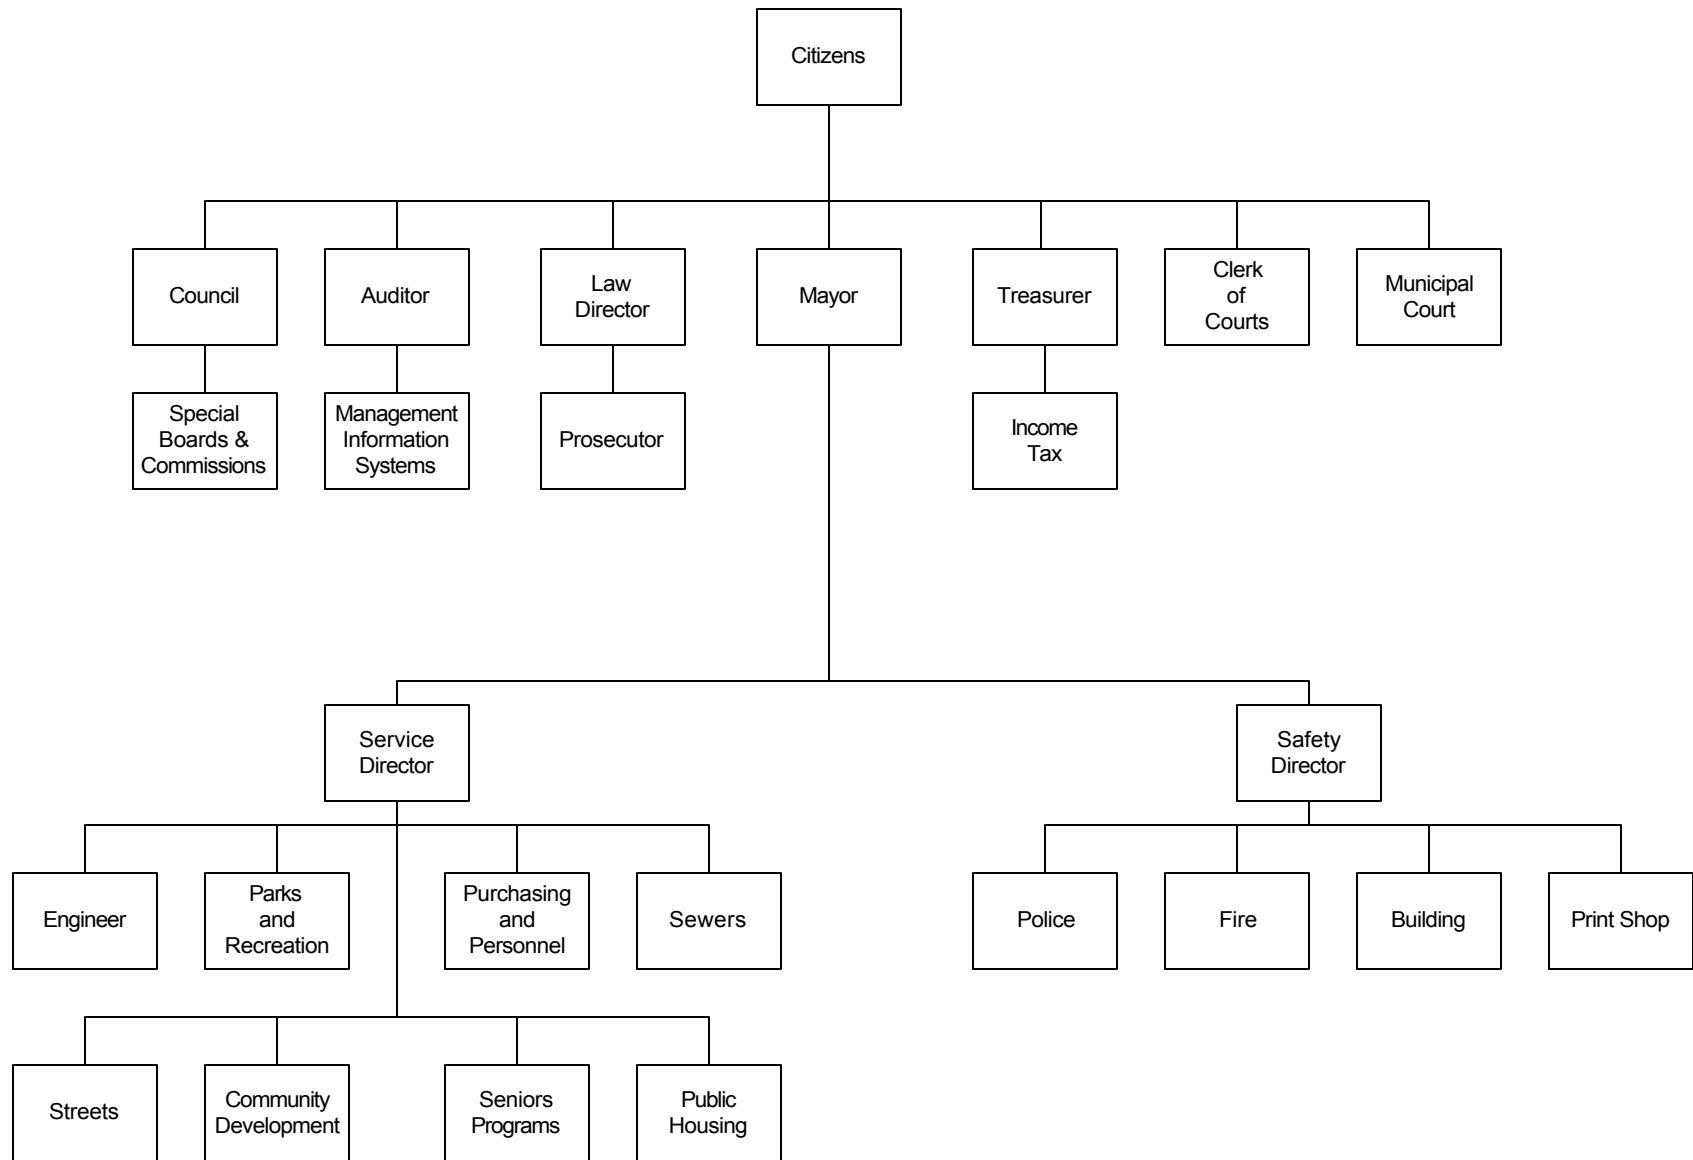 Citizens
Council
Auditor
Law
Director
Mayor
Treasurer
Clerk
of
Courts
Municipal
Court
Special
Boards &
Commissions
Management
Information
Systems
Prosecutor
Income
Tax
Service
Director
Safety
Director
Engineer
Parks
and
Recreation
Purchasing
and
Personnel
Sewers
Police
Fire
Building
Print Shop
Streets
Community
Development
Seniors
Programs
Public
Housing